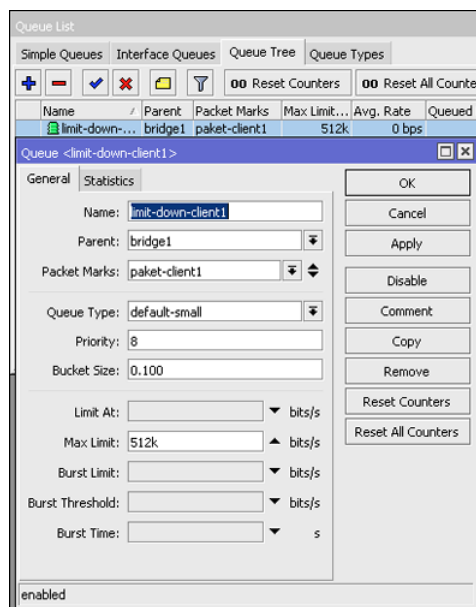 Queue List
Simple Queues Interface Queues Queue Tree Queue Types
00 Reset Counters 00 Reset All Counte
Name / Parent Packet Marks Max Limit... Avg. Rate Queued
limit-down-... bridge1 paket-client1 512k 0 bps
Queue <limit-down-client1>
General Statistics
OK
Name: limit-down-client1
Cancel
Parent: bridge1
Apply
Packet Marks: paket-client1
Disable
Queue Type: default-small
Comment
Priority: 8
Copy
Bucket Size: 0.100
Remove
Limit At: bits/s
Reset Counters
Max Limit: 512k bits/s
Reset All Counters
Burst Limit: bits/s
Burst Threshold: bits/s
Burst Time: s
enabled